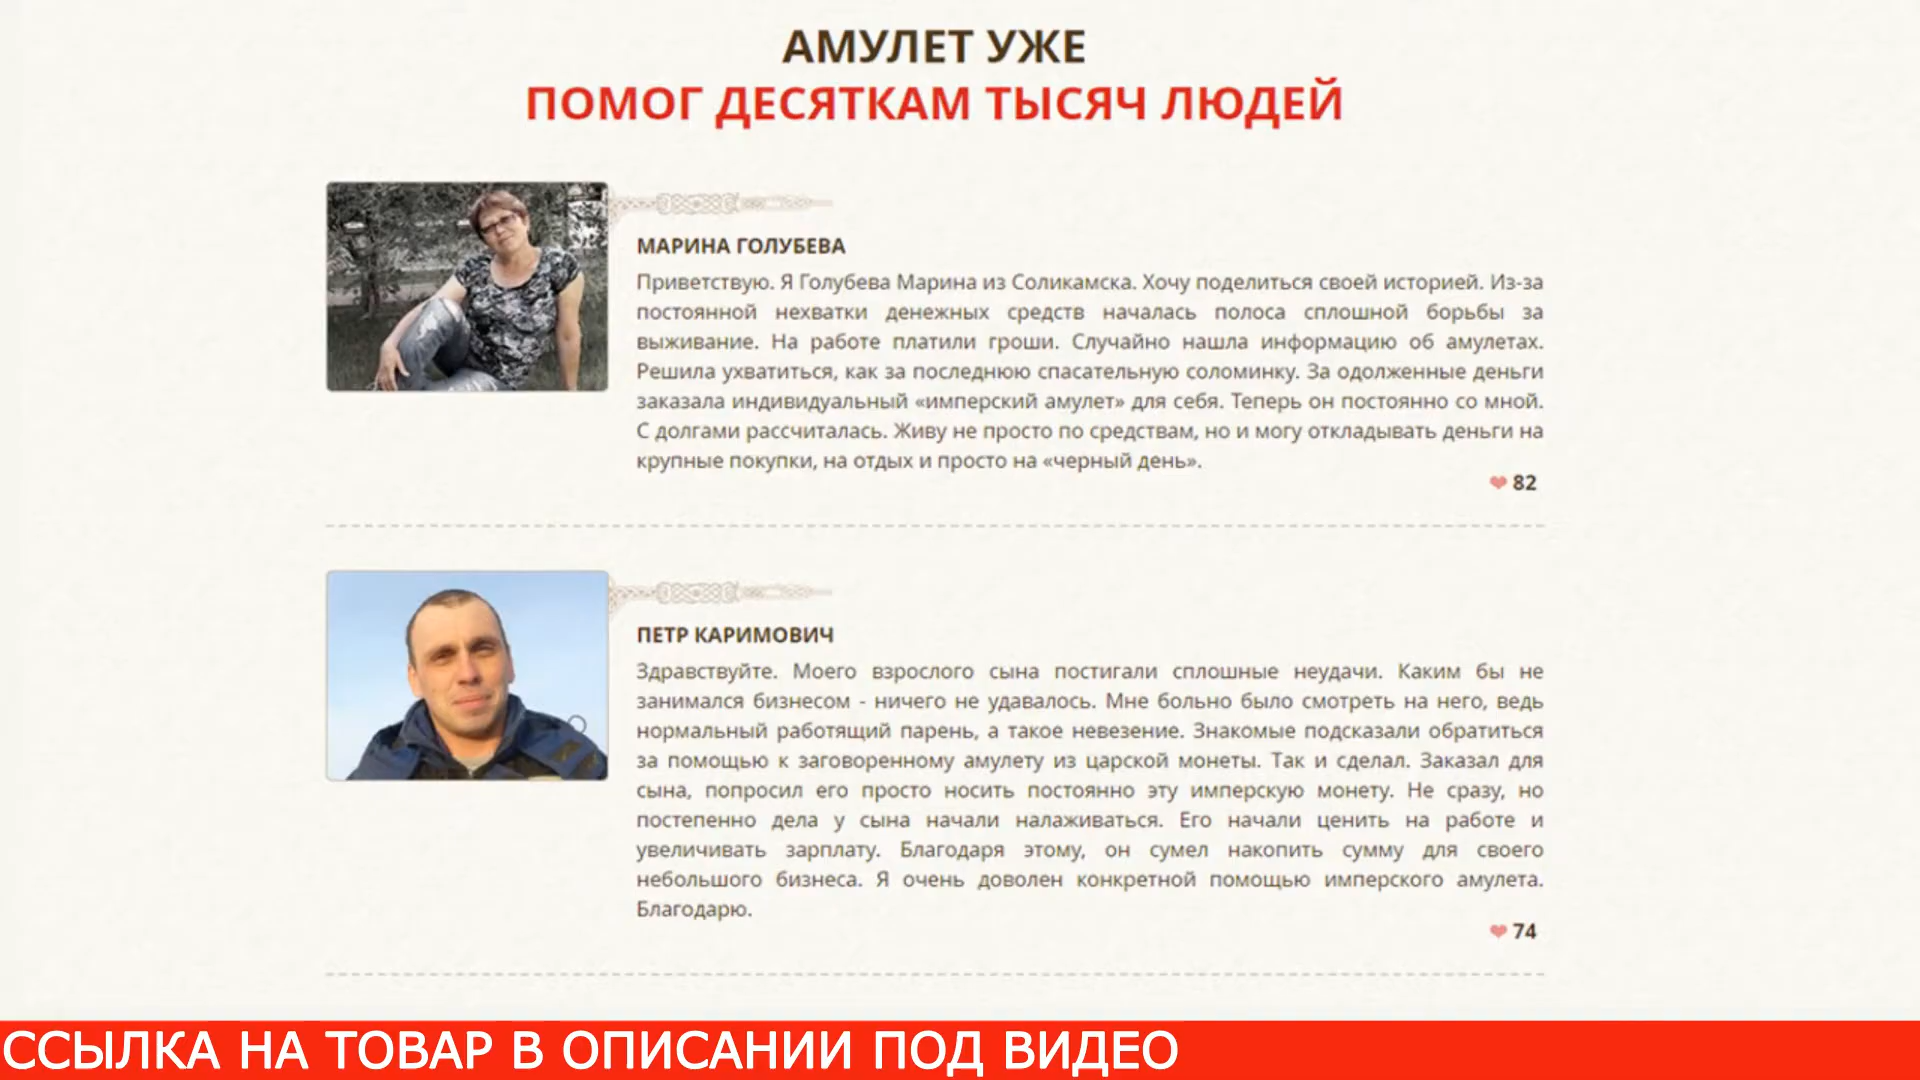 АМУЛЕТ УЖЕ
ПОМОГ ДЕСЯТКАМ ТЫСЯЧ ЛЮДЕЙ
МАРИНА ГОЛУБЕВА
Приветствую. Я Голубева Марина из Соликамска. Хочу поделиться своей историей. Из-за
постоянной нехватки денежных средств началась полоса сплошной борьбы за
выживание. На работе платили гроши. Случайно нашла информацию об амулетах.
Решила ухватиться, как за последнюю спасательную соломинку. За одолженные деньги
заказала индивидуальный «имперский амулет» для себя. Теперь он постоянно со мной.
С долгами рассчиталась. Живу не просто по средствам, но и могу откладывать деньги на
крупные покупки, на отдых и просто на «черный день».
❤ 82
ПЕТР КАРИМОВИЧ
Здравствуйте. Моего взрослого сына постигали сплошные неудачи. Каким бы не
занимался бизнесом - ничего не удавалось. Мне больно было смотреть на него, ведь
нормальный работящий парень, а такое невезение. Знакомые подсказали обратиться
за помощью к заговоренному амулету из царской монеты. Так и сделал. Заказал для
сына, попросил его просто носить постоянно эту имперскую монету. Не сразу, но
постепенно дела у сына начали налаживаться. Его начали ценить на работе и
увеличивать зарплату. Благодаря этому, он сумел накопить сумму для своего
небольшого бизнеса. Я очень доволен конкретной помощью имперского амулета.
Благодарю.
❤ 74
ССЫЛКА НА ТОВАР В ОПИСАНИИ ПОД ВИДЕО